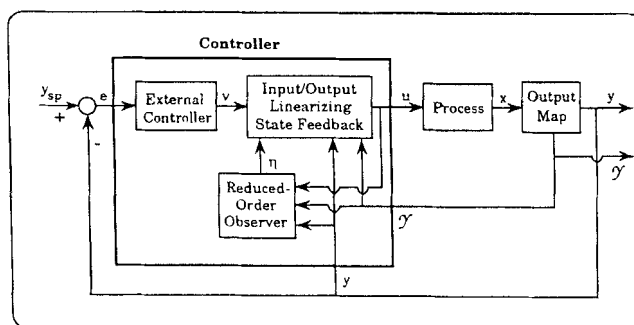 Controller
y_sp
+
-
e
External
Controller
v
Input/Output
Linearizing
State Feedback
u
Process
x
Output
Map
y
𝒴
η
Reduced-
Order
Observer
𝒴
y